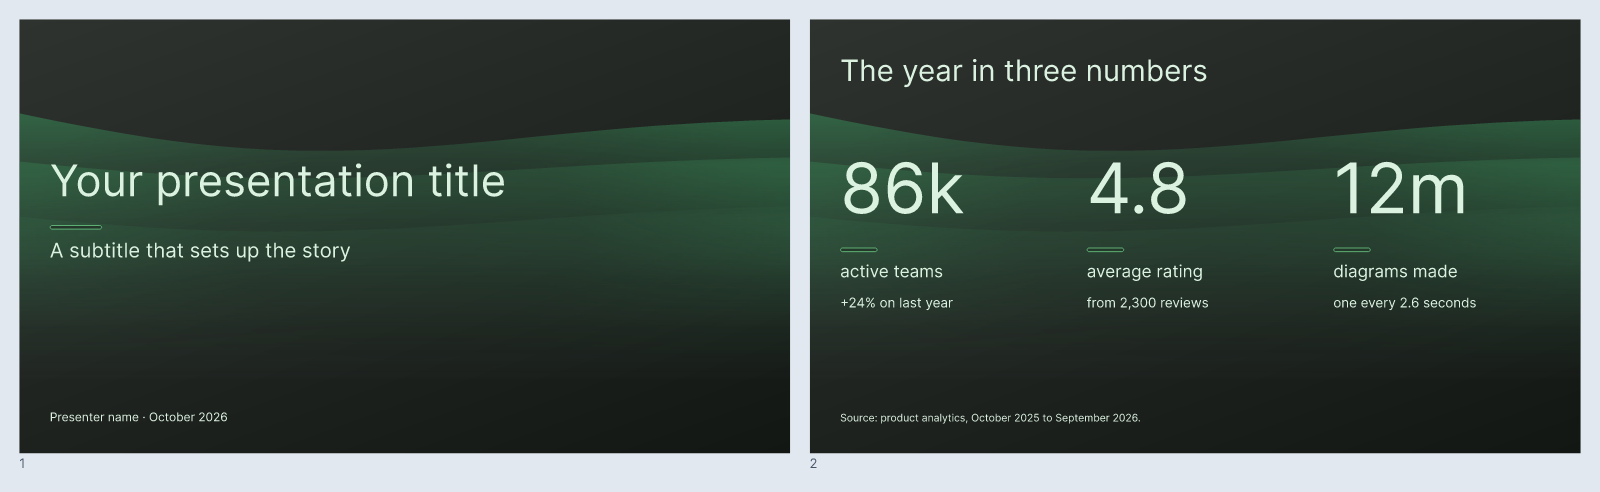 Your presentation title
A subtitle that sets up the story
Presenter name · October 2026
1
The year in three numbers
86k
active teams
+24% on last year
4.8
average rating
from 2,300 reviews
12m
diagrams made
one every 2.6 seconds
Source: product analytics, October 2025 to September 2026.
2